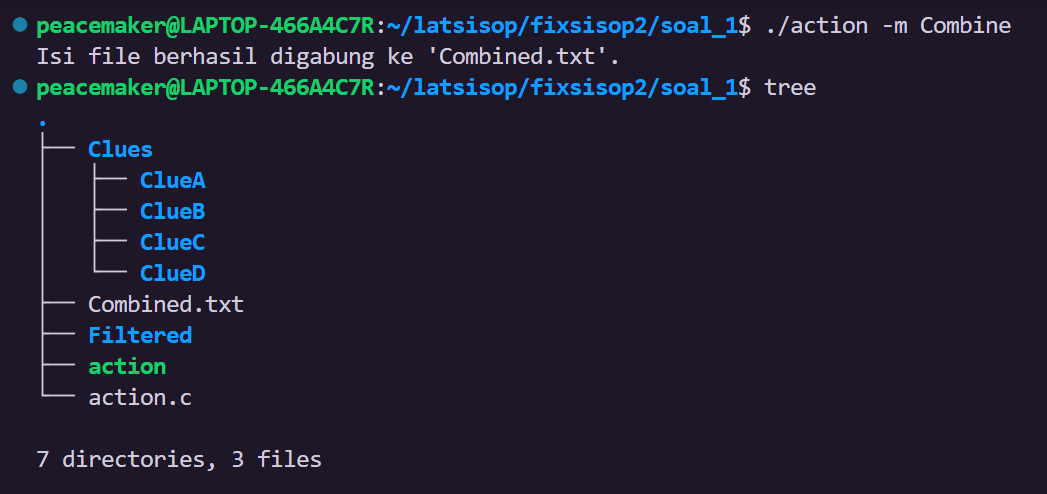 peacemaker@LAPTOP-466A4C7R:~/latsisop/fixsisop2/soal_1$ ./action -m Combine
Isi file berhasil digabung ke 'Combined.txt'.
peacemaker@LAPTOP-466A4C7R:~/latsisop/fixsisop2/soal_1$ tree
.
├── Clues
│   ├── ClueA
│   ├── ClueB
│   ├── ClueC
│   └── ClueD
├── Combined.txt
├── Filtered
├── action
└── action.c
7 directories, 3 files